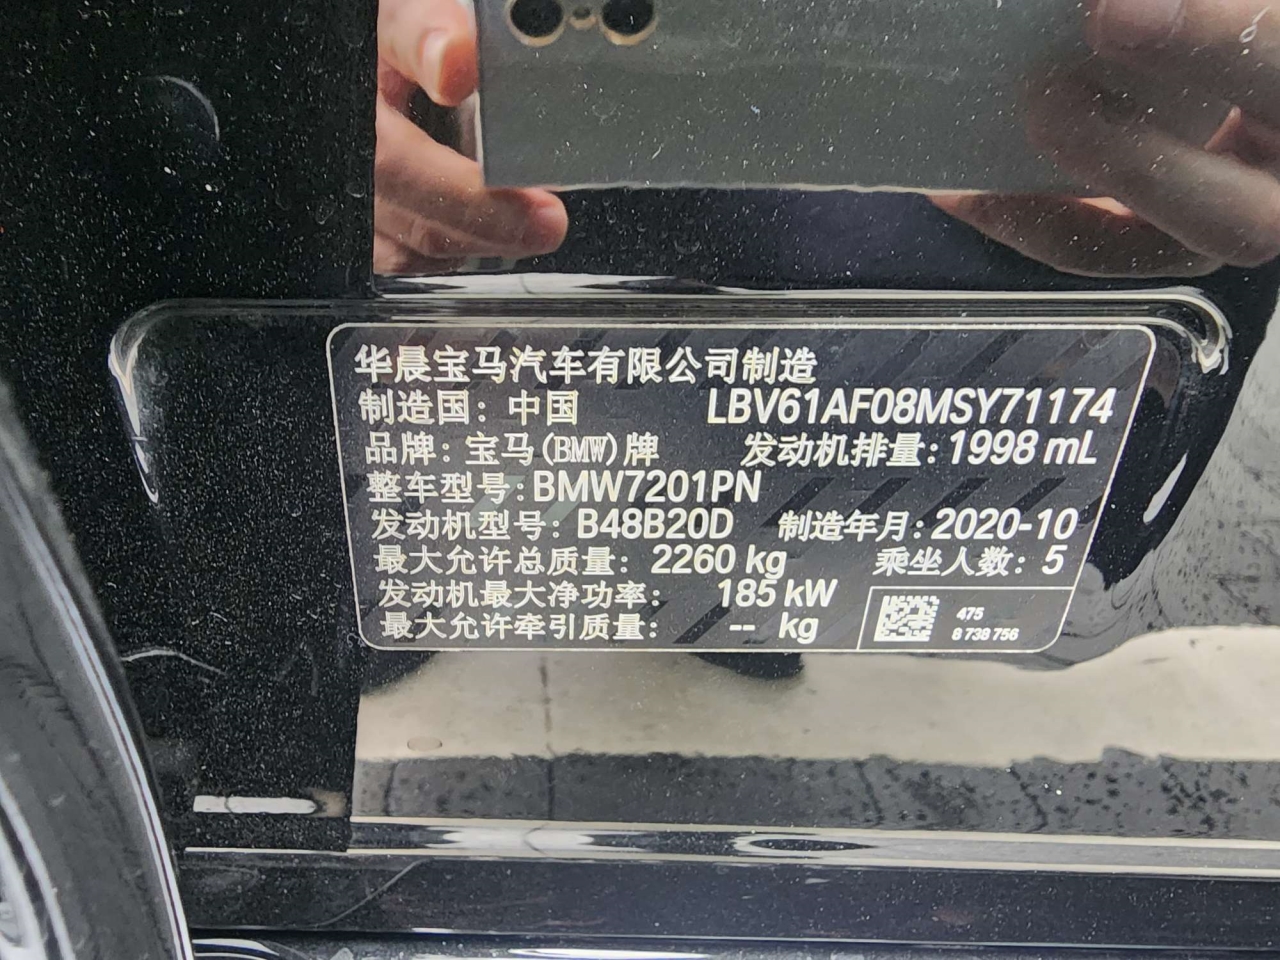 华晨宝马汽车有限公司制造
制造国：中国 LBV61AF08MSY71174
品牌：宝马(BMW)牌 发动机排量：1998 mL
整车型号：BMW7201PN
发动机型号：B48B20D 制造年月：2020-10
最大允许总质量：2260 kg 乘坐人数：5
发动机最大净功率：185 kW
最大允许牵引质量：-- kg
475
8 738 756